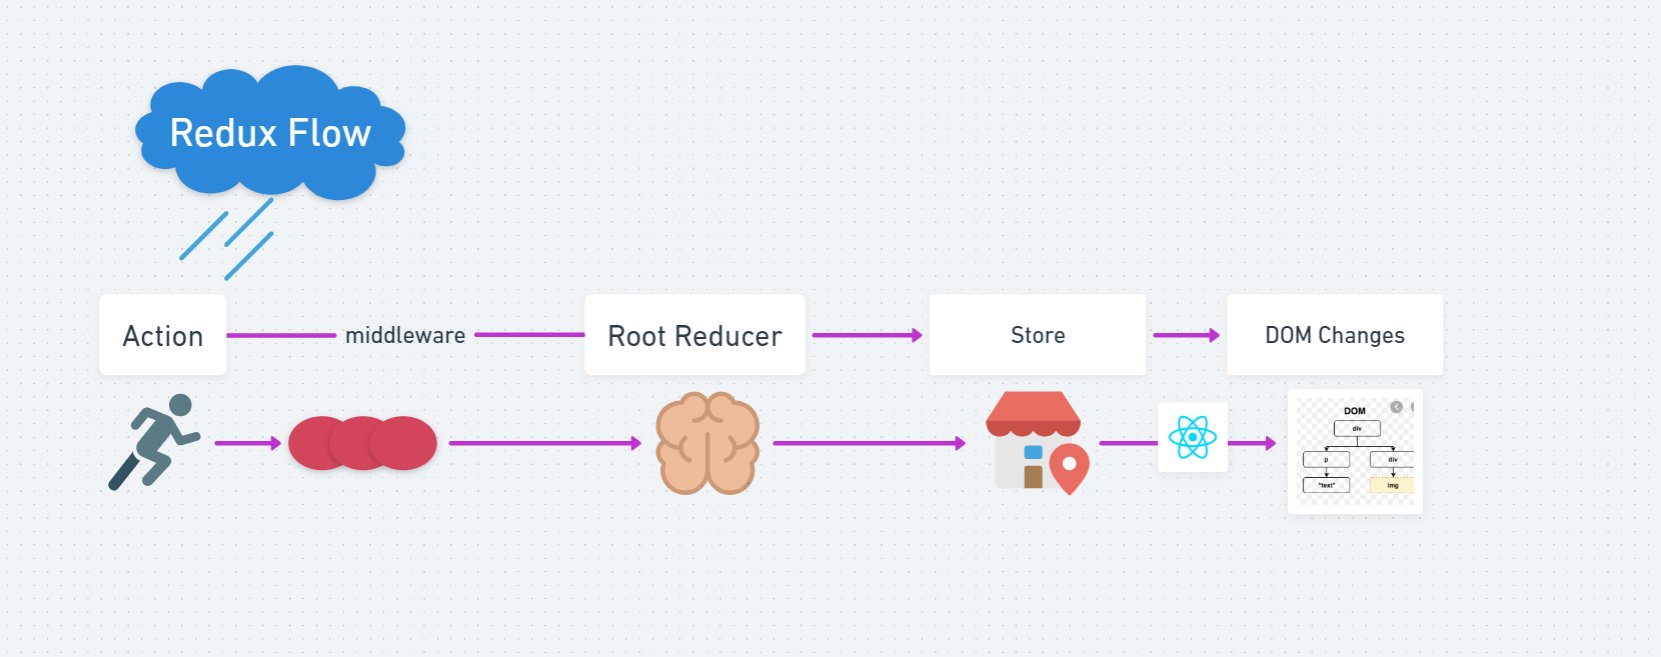 Redux Flow
Action
middleware
Root Reducer
Store
DOM Changes
DOM
div
p
div
"text"
img